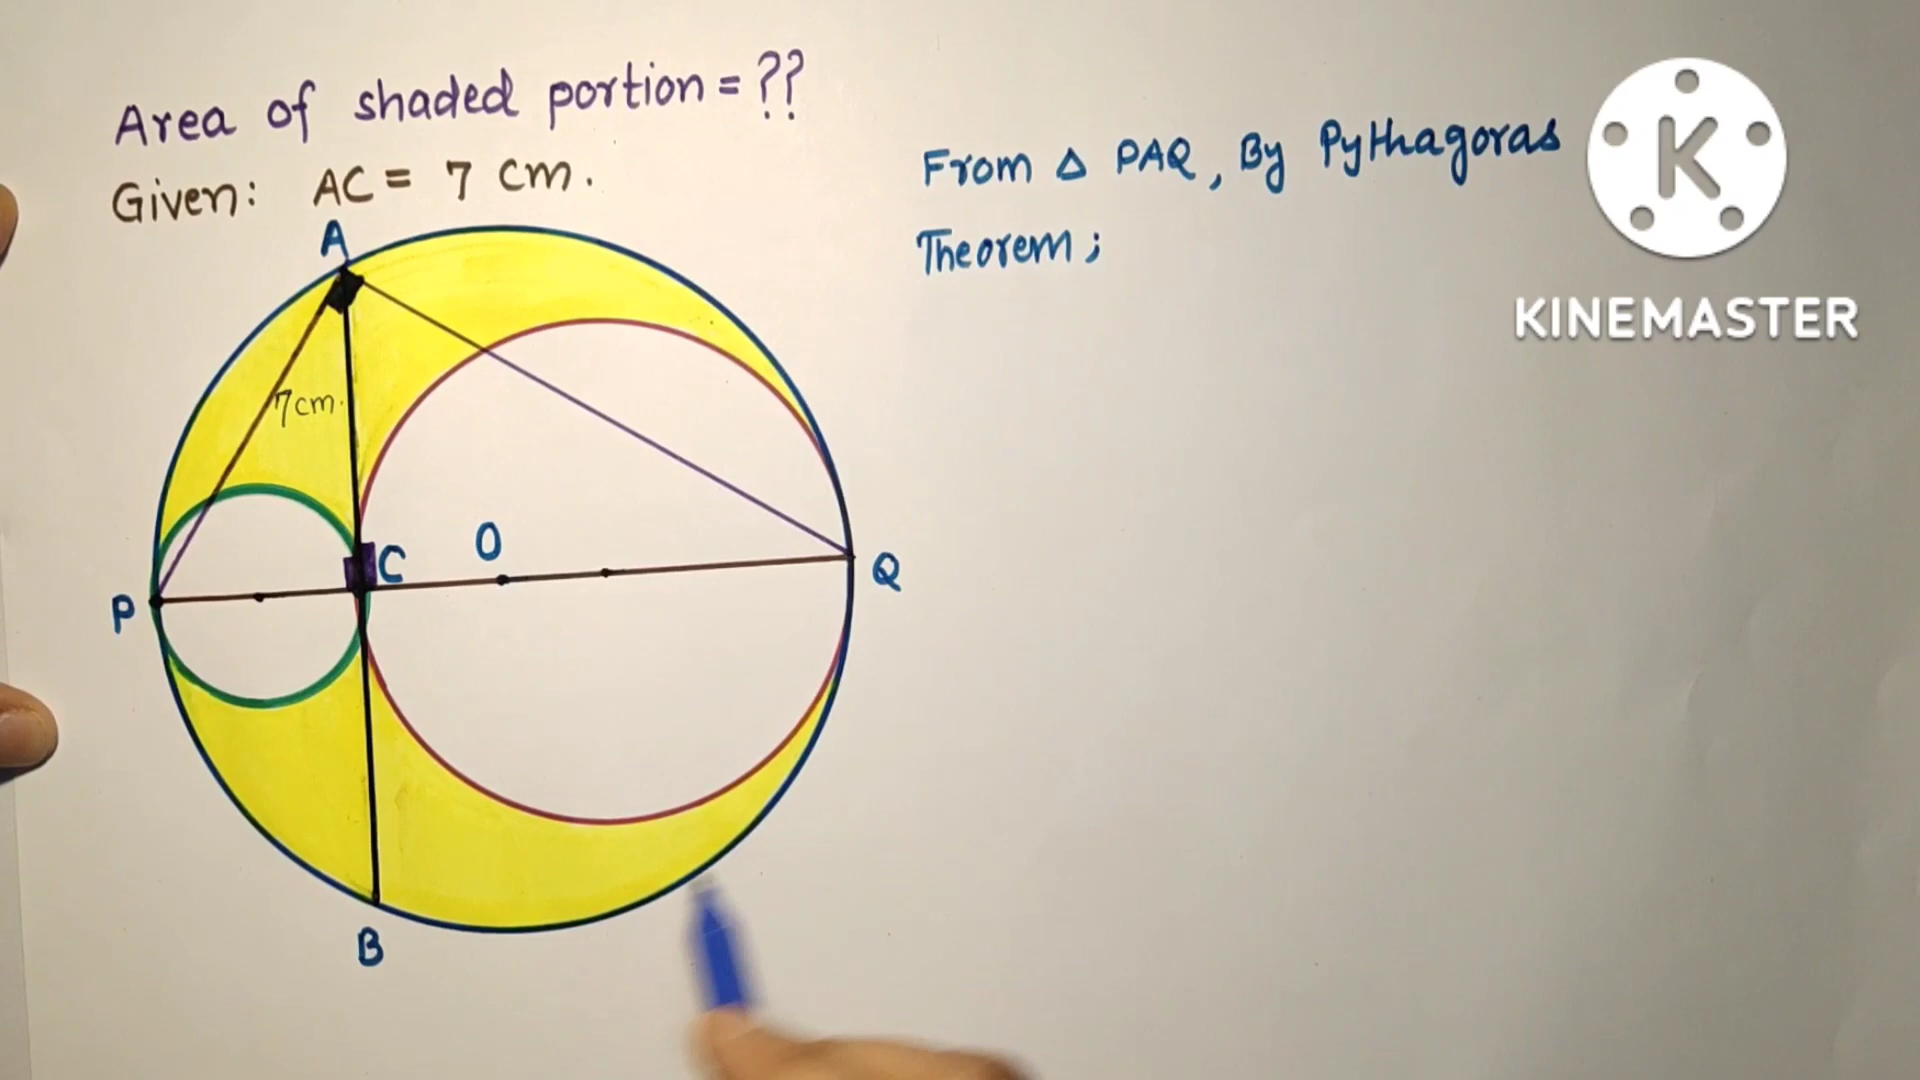 Area of shaded portion = ??
Given: AC = 7 cm.
From Δ PAQ, By Pythagoras
Theorem;
K
KINEMASTER
A
7cm.
C
O
P
Q
B